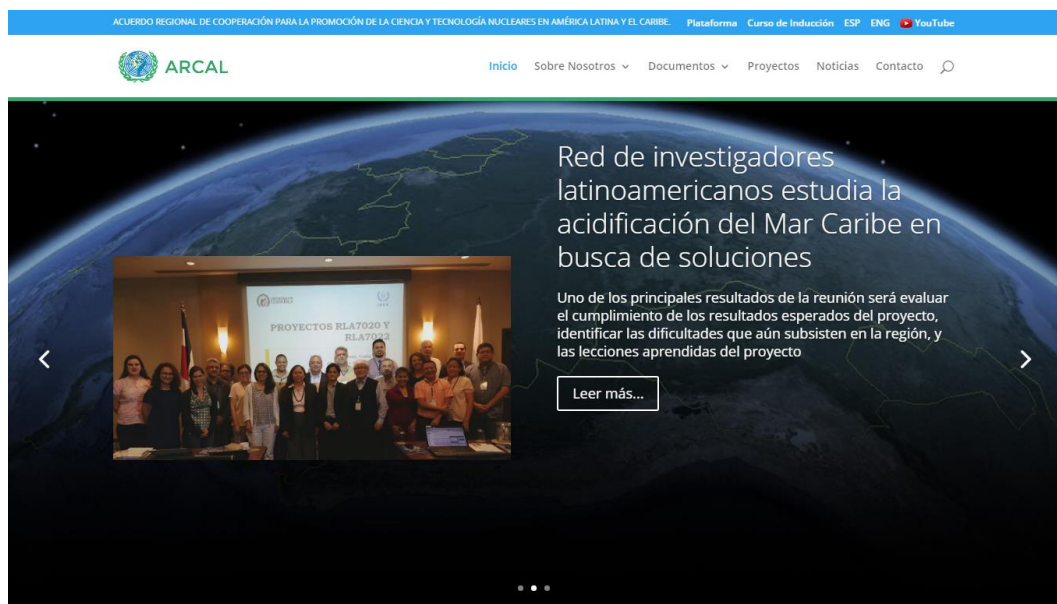 ACUERDO REGIONAL DE COOPERACIÓN PARA LA PROMOCIÓN DE LA CIENCIA Y TECNOLOGÍA NUCLEARES EN AMÉRICA LATINA Y EL CARIBE. Plataforma Curso de Inducción ESP ENG YouTube
ARCAL Inicio Sobre Nosotros Documentos Proyectos Noticias Contacto
Red de investigadores
latinoamericanos estudia la
acidificación del Mar Caribe en
busca de soluciones
Uno de los principales resultados de la reunión será evaluar
el cumplimiento de los resultados esperados del proyecto,
identificar las dificultades que aún subsisten en la región, y
las lecciones aprendidas del proyecto
Leer más...
PROYECTOS RLA7020 Y
RLA7022